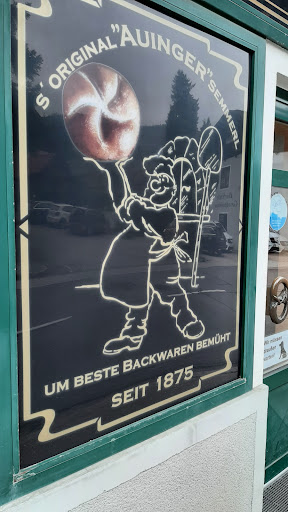 S´ORIGINAL "AUINGER" SEMMERL
UM BESTE BACKWAREN BEMÜHT
SEIT 1875